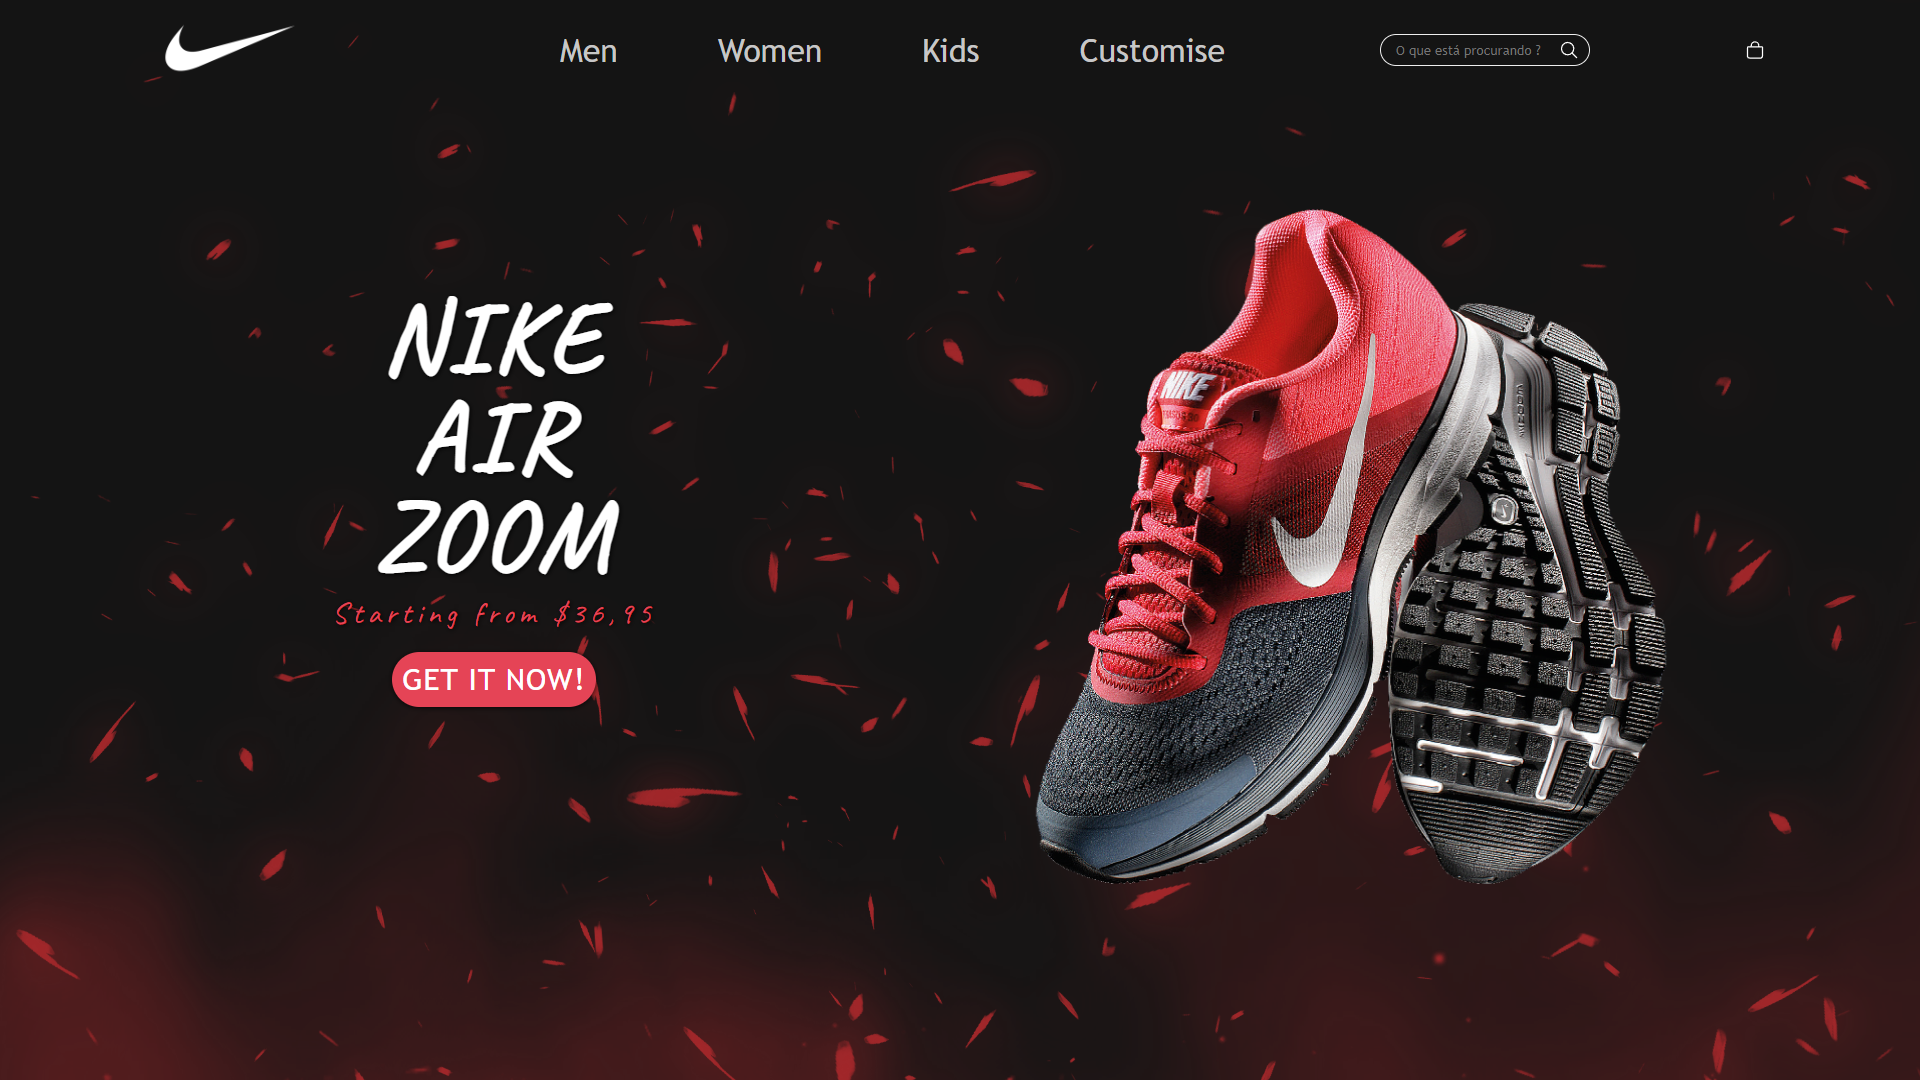 Men
Women
Kids
Customise
O que está procurando ?
NIKE
AIR
ZOOM
Starting from $36,95
GET IT NOW!
NIKE